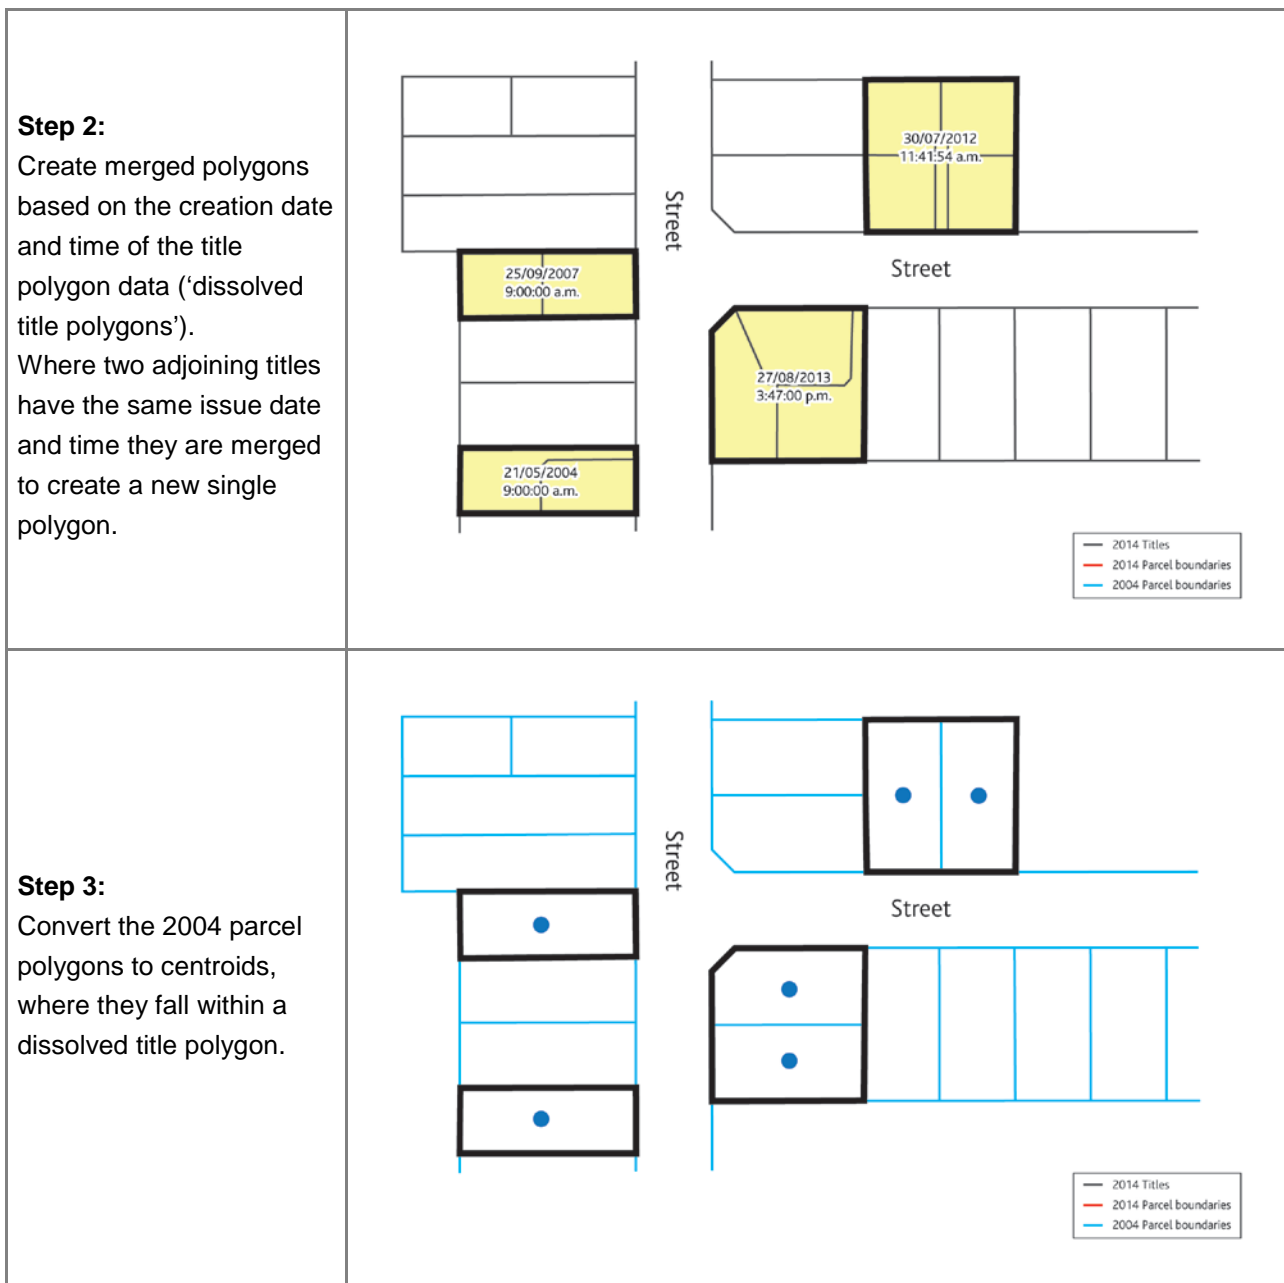 Step 2:
Create merged polygons
based on the creation date
and time of the title
polygon data (‘dissolved
title polygons’).
Where two adjoining titles
have the same issue date
and time they are merged
to create a new single
polygon.
30/07/2012
11:41:54 a.m.
Street
Street
25/09/2007
9:00:00 a.m.
27/08/2013
3:47:00 p.m.
21/05/2004
9:00:00 a.m.
2014 Titles
2014 Parcel boundaries
2004 Parcel boundaries
Step 3:
Convert the 2004 parcel
polygons to centroids,
where they fall within a
dissolved title polygon.
Street
Street
2014 Titles
2014 Parcel boundaries
2004 Parcel boundaries